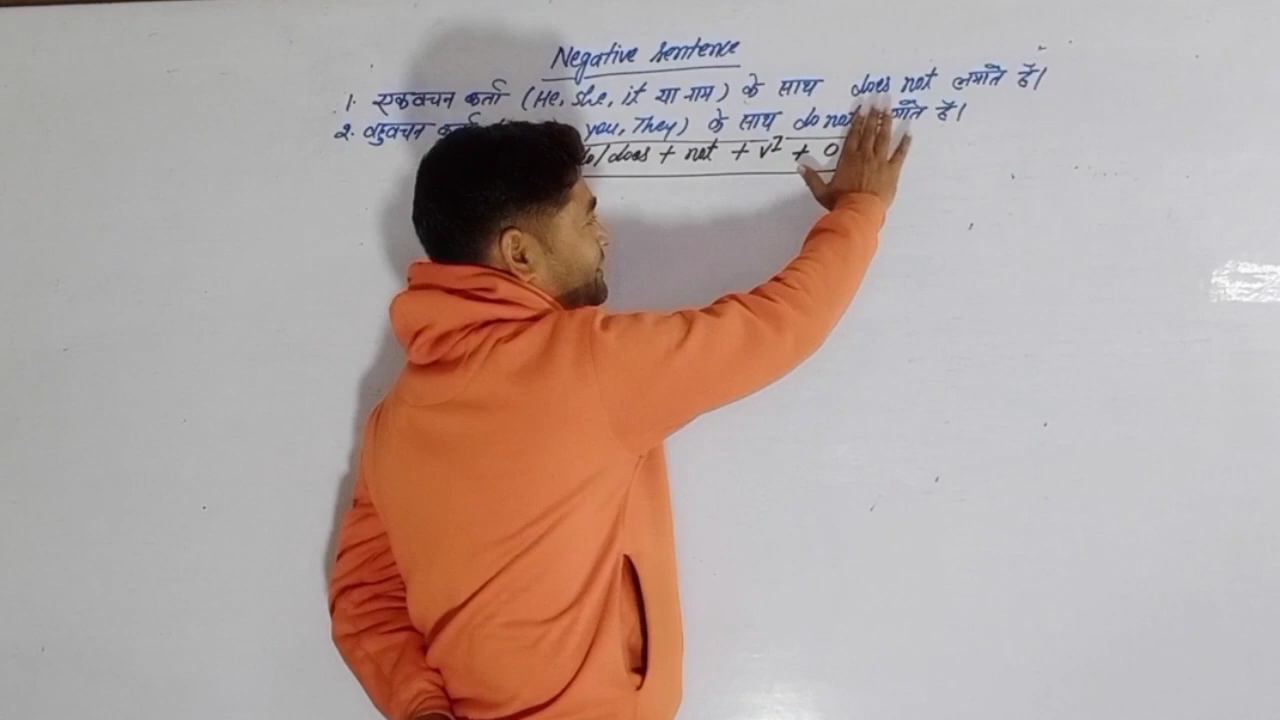 Negative Sentence
1. एकवचन कर्ता (He, she, it या नाम) के साथ does not लगाते हैं।
2. बहुवचन you, They) के साथ do not हैं।
do/does + not + v1 + O